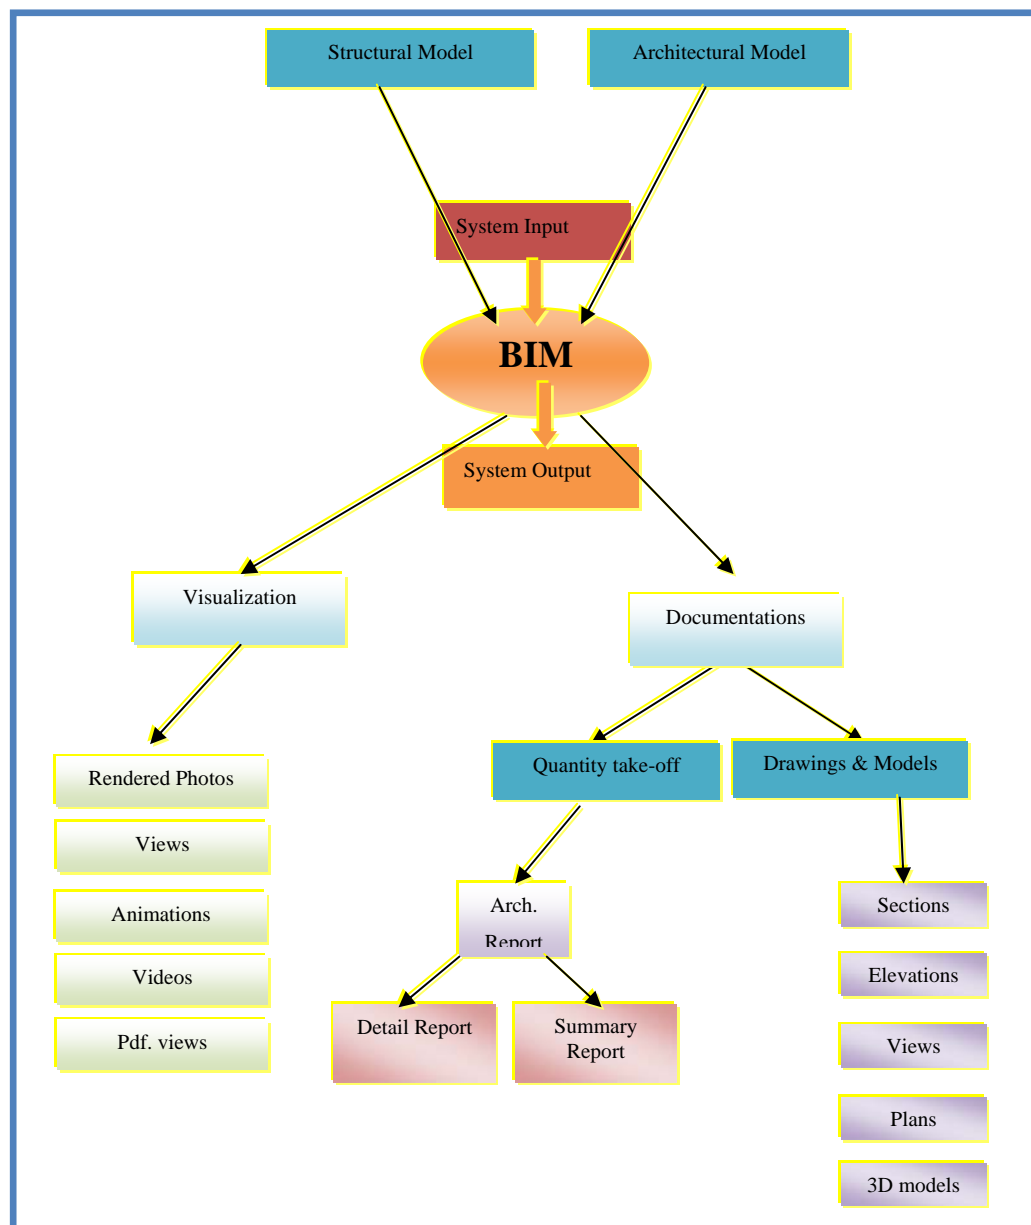 Structural Model
Architectural Model
System Input
BIM
System Output
Visualization
Documentations
Quantity take-off
Drawings & Models
Rendered Photos
Views
Animations
Videos
Pdf. views
Arch.
Report
Detail Report
Summary
Report
Sections
Elevations
Views
Plans
3D models